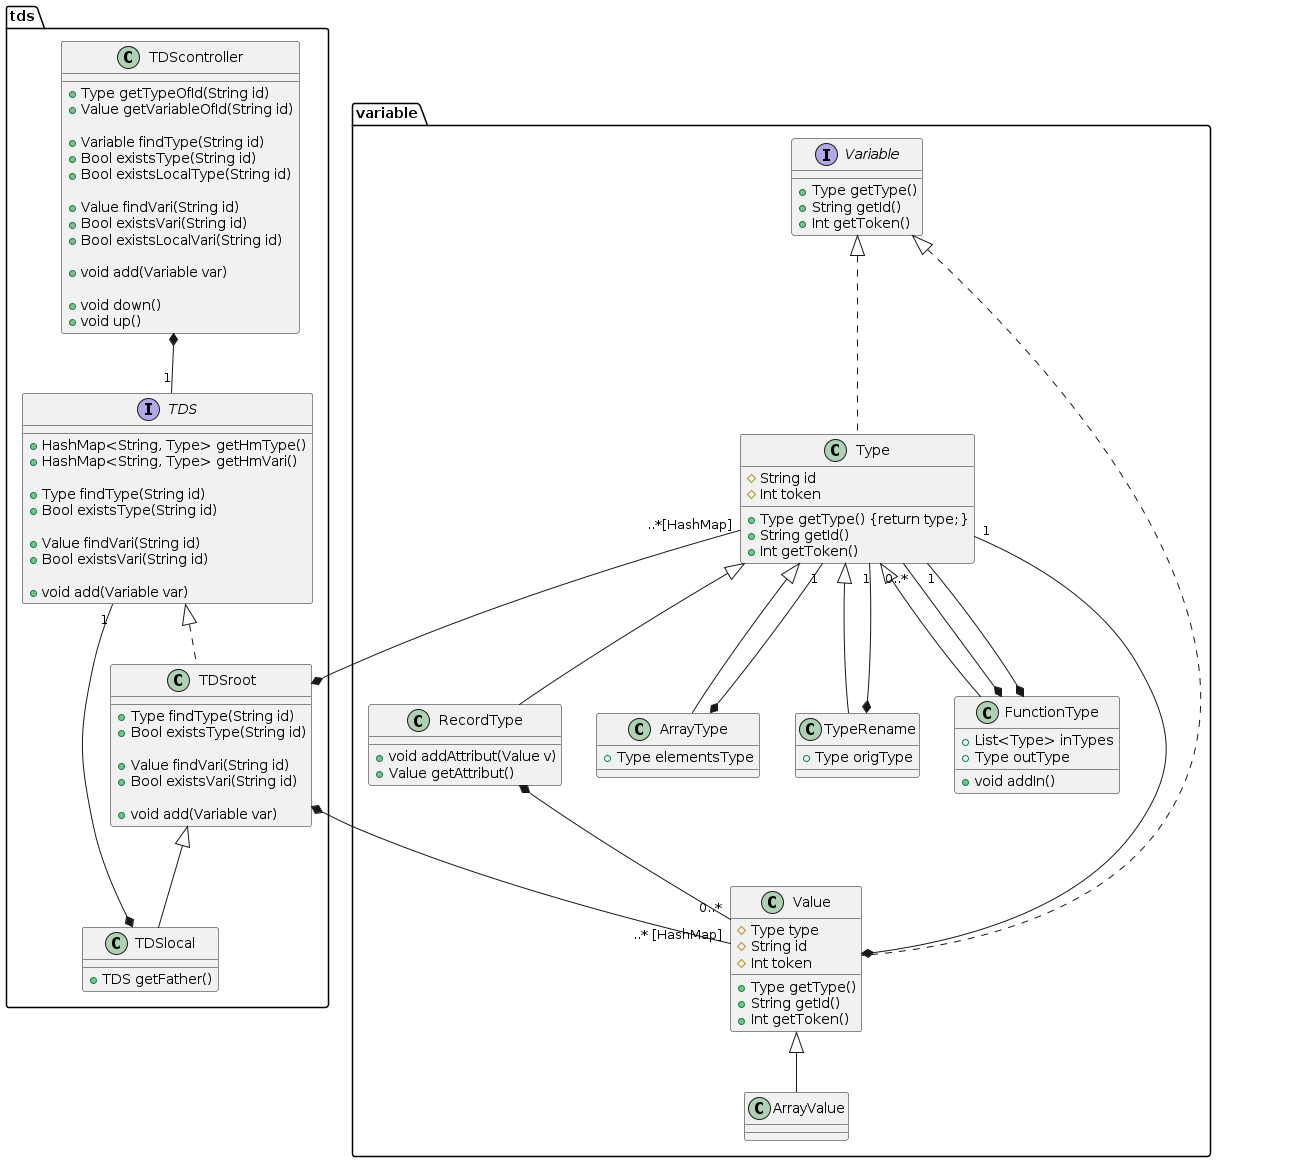 tds
TDScontroller
Type getTypeOfId(String id)
Value getVariableOfId(String id)
Variable findType(String id)
Bool existsType(String id)
Bool existsLocalType(String id)
Value findVari(String id)
Bool existsVari(String id)
Bool existsLocalVari(String id)
void add(Variable var)
void down()
void up()
1
TDS
HashMap<String, Type> getHmType()
HashMap<String, Type> getHmVari()
Type findType(String id)
Bool existsType(String id)
Value findVari(String id)
Bool existsVari(String id)
void add(Variable var)
1
TDSroot
Type findType(String id)
Bool existsType(String id)
Value findVari(String id)
Bool existsVari(String id)
void add(Variable var)
TDSlocal
TDS getFather()
variable
Variable
Type getType()
String getId()
Int getToken()
Type
String id
Int token
Type getType() {return type;}
String getId()
Int getToken()
..*[HashMap]
1
1
1
0..*
1
RecordType
void addAttribut(Value v)
Value getAttribut()
ArrayType
Type elementsType
TypeRename
Type origType
FunctionType
List<Type> inTypes
Type outType
void addIn()
0..*
..* [HashMap]
Value
Type type
String id
Int token
Type getType()
String getId()
Int getToken()
ArrayValue